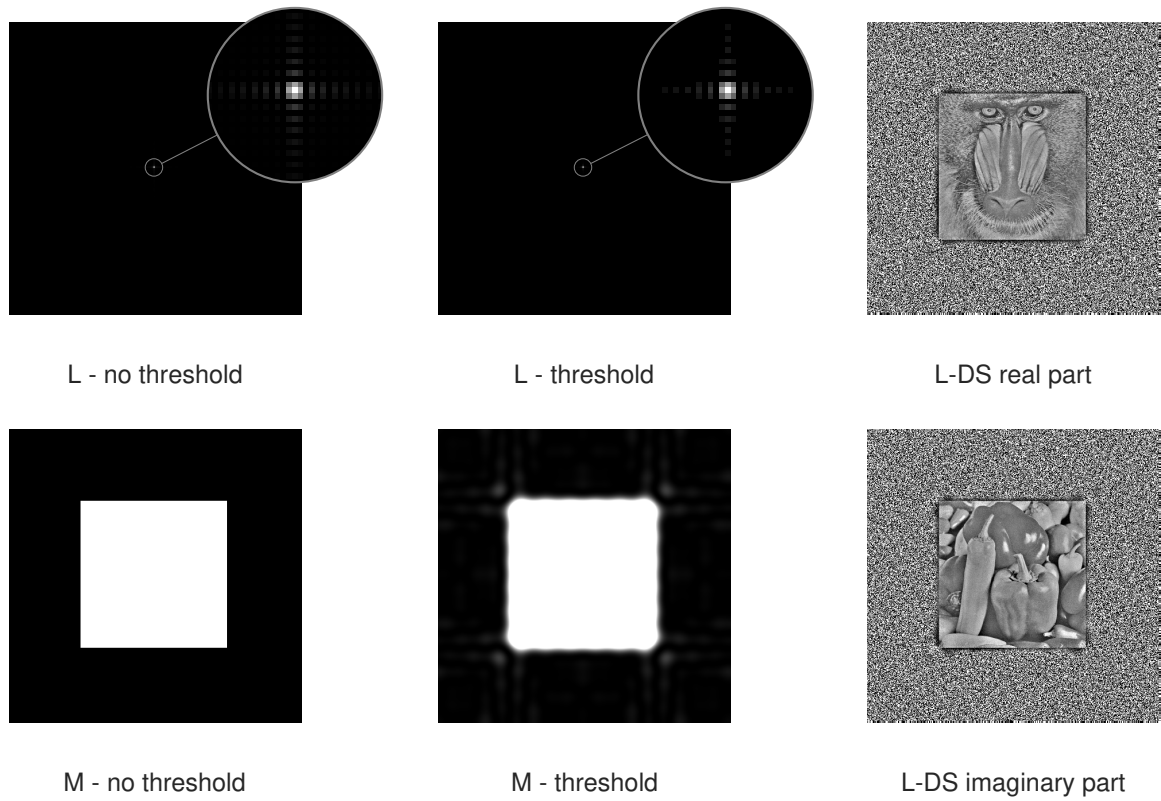 L - no threshold
L - threshold
L-DS real part
M - no threshold
M - threshold
L-DS imaginary part